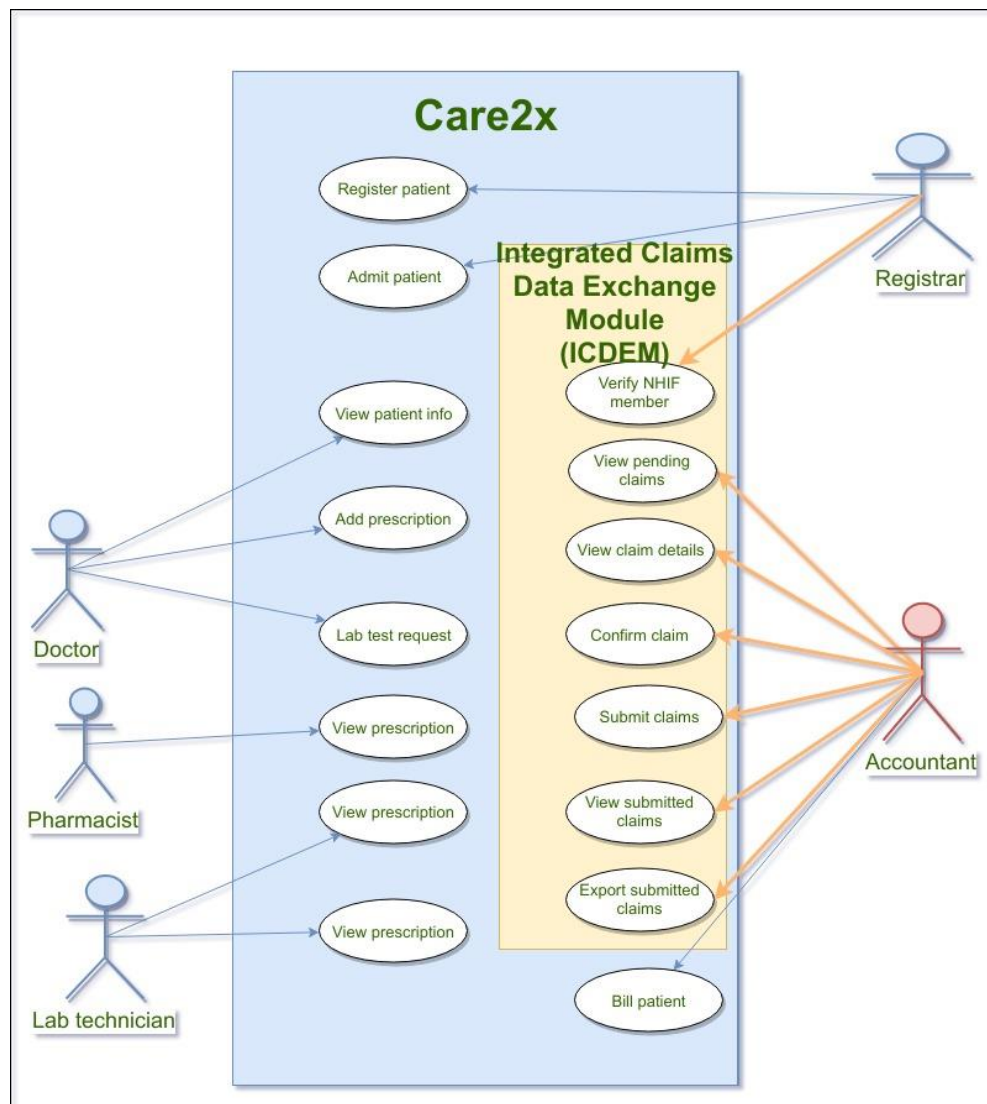 Care2x
Register patient
Admit patient
Registrar
Integrated Claims
Data Exchange
Module
(ICDEM)
Verify NHIF
member
View patient info
View pending
claims
Add prescription
View claim details
Doctor
Lab test request
Confirm claim
View prescription
Submit claims
Accountant
Pharmacist
View prescription
View submitted
claims
Export submitted
claims
View prescription
Lab technician
Bill patient